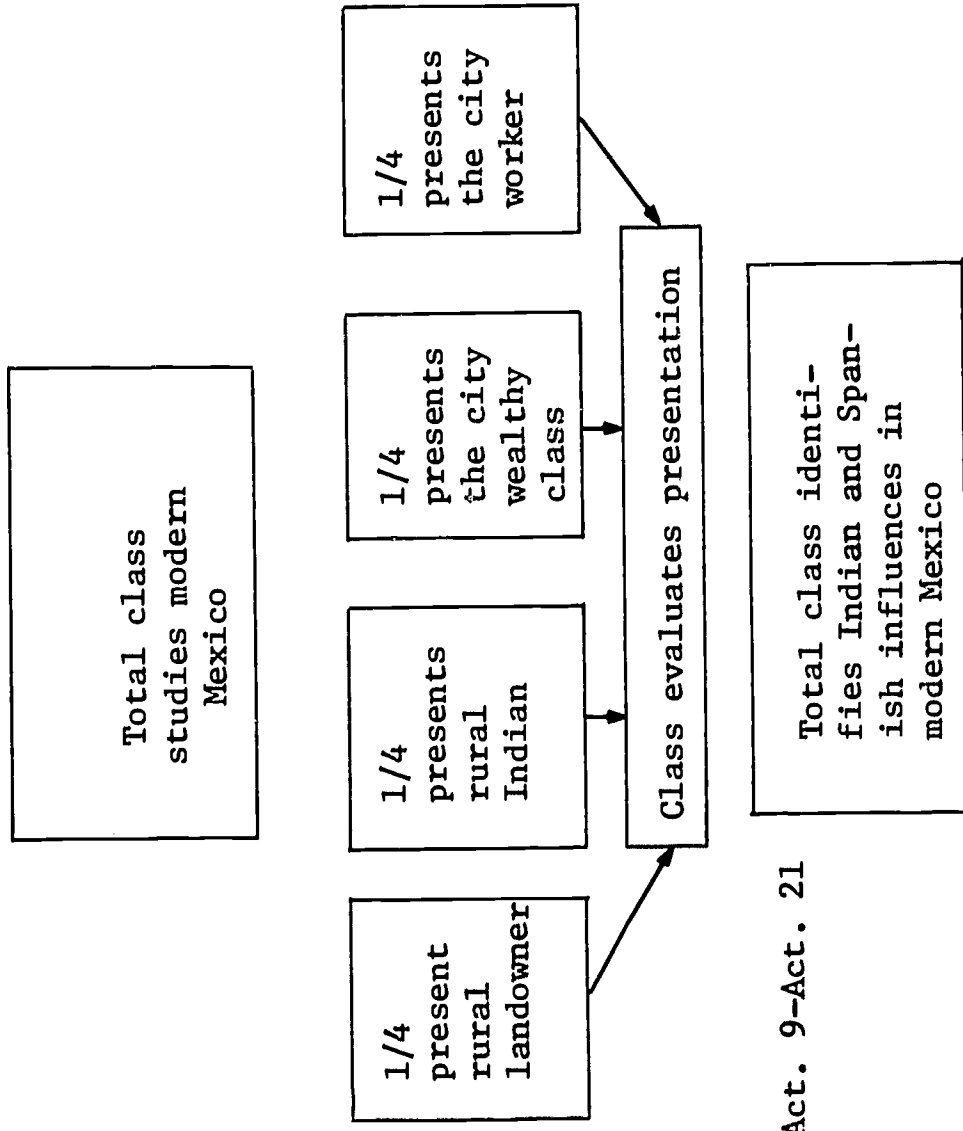 Total class
studies modern
Mexico
1/4
present
rural
landowner
1/4
presents
rural
Indian
1/4
presents
the city
wealthy
class
1/4
presents
the city
worker
Class evaluates presentation
Total class identi-
fies Indian and Span-
ish influences in
modern Mexico
Act. 9-Act. 21